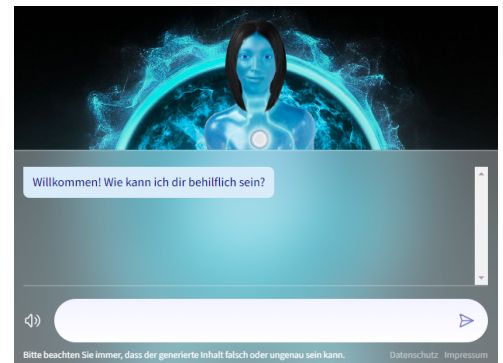 Willkommen! Wie kann ich dir behilflich sein?
Bitte beachten Sie immer, dass der generierte Inhalt falsch oder ungenau sein kann.
Datenschutz Impressum